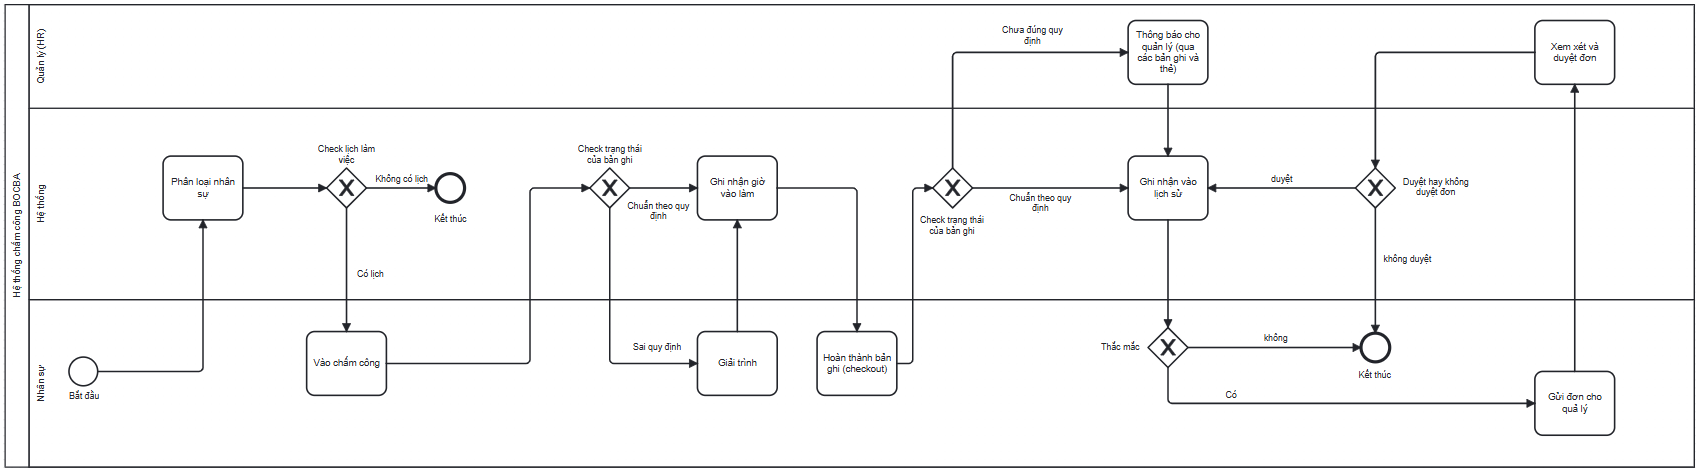 Hệ thống chấm công BOCBA
Quản lý (HR)
Chưa đúng quy
định
Thông báo cho
quản lý (qua
các bản ghi và
thẻ)
Xem xét và
duyệt đơn
Hệ thống
Phân loại nhân
sự
Check lịch làm
việc
Không có lịch
Kết thúc
Có lịch
Check trạng thái
của bản ghi
Chuẩn theo quy
định
Ghi nhận giờ
vào làm
Check trạng thái
của bản ghi
Chuẩn theo quy
định
Ghi nhận vào
lịch sử
duyệt
Duyệt hay không
duyệt đơn
không duyệt
Nhân sự
Bắt đầu
Vào chấm công
Sai quy định
Giải trình
Hoàn thành bản
ghi (checkout)
Thắc mắc
không
Kết thúc
Có
Gửi đơn cho
quả lý